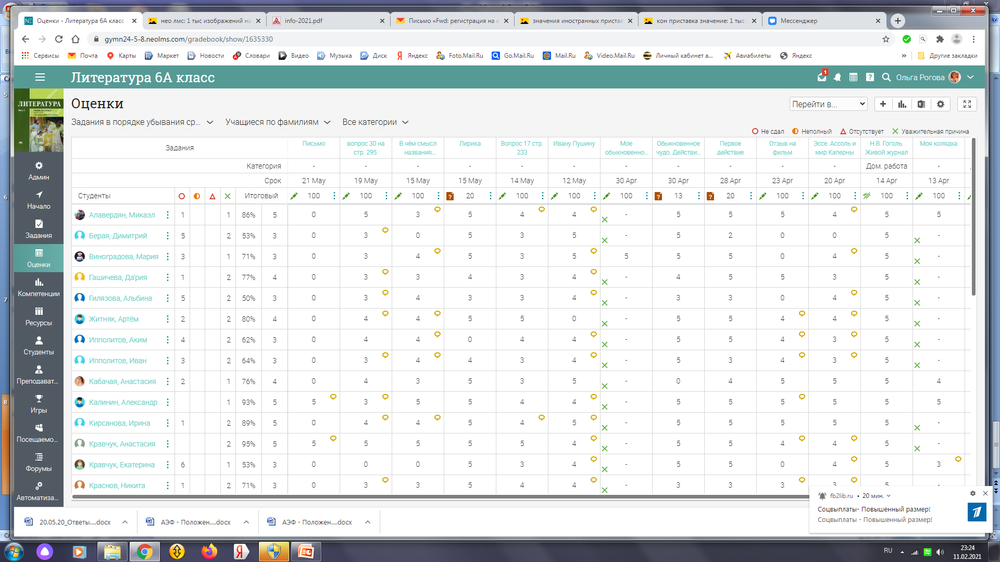 Оценки - Литература 6А класс -
нео лмс: 1 тыс изображений на
info-2021.pdf
Письмо «Fwd: регистрация на к
значения иностранных пристав
кон приставка значение: 1 тыс
Мессенджер
gymn24-5-8.neolms.com/gradebook/show/1635330
Сервисы Почта Карты Маркет Новости Словари Видео Музыка Диск Яндекс Foto.Mail.Ru Go.Mail.Ru Mail.Ru Video.Mail.Ru Личный кабинет а... Авиабилеты Яндекс » Другие закладки
Литература 6А класс
1
Ольга Рогова
ЛИТЕРАТУРА
Оценки
Перейти в...
Задания в порядке убывания ср... Учащиеся по фамилиям Все категории
Не сдал Неполный Отсутствует Уважительная причина
Админ
Начало
Задания
Оценки
Компетенции
Ресурсы
Студенты
Преподават...
Игры
Посещаемо...
Форумы
Автоматиза...
Задания Письмо вопрос 30 на стр. 295. В чём смысл названия... Лирика Вопрос 17 стр. 233 Ивану Пущину Мое обыкновенно... Обыкновенное чудо. Действи... Первое действие Отзыв на фильм Эссе. Ассоль и мир Каперны Н.В. Гоголь. Живой журнал Моя колядка
Категория - - - - - - - - - - - Дом. работа -
Срок 21 May 19 May 15 May 15 May 14 May 12 May 30 Apr 30 Apr 28 Apr 23 Apr 20 Apr 14 Apr 13 Apr
Студенты Итоговый 100 100 100 20 100 100 100 13 20 100 100 100 100
Алавердян, Микаэл 1 1 86% 5 0 5 3 5 4 4 - 5 5 5 4 5 5
Берая, Димитрий 5 2 53% 3 0 3 0 5 3 5 - 5 2 0 0 5 -
Виноградова, Мария 3 1 71% 3 0 3 4 5 3 5 5 5 5 0 4 5 -
Гашичева, Да'рия 1 2 77% 4 0 3 3 4 3 4 - 4 5 5 3 5 -
Гилязова, Альбина 5 2 50% 3 0 3 4 3 3 4 - 3 3 0 4 5 -
Житняк, Артём 2 2 80% 4 0 4 4 5 5 0 - 5 5 4 4 5 -
Ипполитов, Аким 4 2 62% 3 0 4 4 0 4 4 - 5 5 4 3 5 -
Ипполитов, Иван 3 2 64% 3 0 3 4 4 3 4 - 5 3 4 3 5 -
Кабачая, Анастасия 2 1 76% 4 0 4 3 5 3 5 - 0 4 5 5 5 4
Калинин, Александр 1 93% 5 5 3 5 5 4 4 - 5 5 5 5 5 5
Кирсанова, Ирина 1 2 89% 5 0 4 4 5 4 5 - 5 5 5 5 5 -
Кравчук, Анастасия 2 95% 5 5 5 5 5 5 4 - 5 5 4 4 5 -
Кравчук, Екатерина 6 1 53% 3 0 0 0 5 3 4 - 5 5 0 4 5 3
Краснов, Никита 1 2 71% 3 0 3 3 5 4 4 - 3 3 3 3 5 -
fb2lib.ru • 20 мин.
Соцвыплаты- Повышенный размер!
Соцвыплаты - Повышенный размер!
20.05.20_Ответы....docx
АЭФ - Положен....docx
АЭФ - Положен....docx
5
6
7
8
RU
23:24
11.02.2021